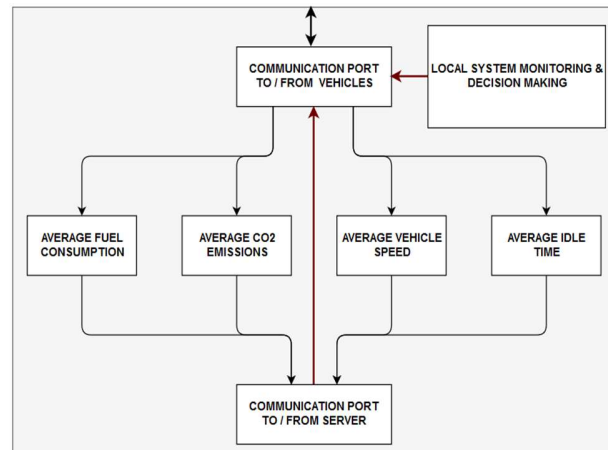 COMMUNICATION PORT
TO / FROM VEHICLES
LOCAL SYSTEM MONITORING &
DECISION MAKING
AVERAGE FUEL
CONSUMPTION
AVERAGE CO2
EMISSIONS
AVERAGE VEHICLE
SPEED
AVERAGE IDLE
TIME
COMMUNICATION PORT
TO / FROM SERVER